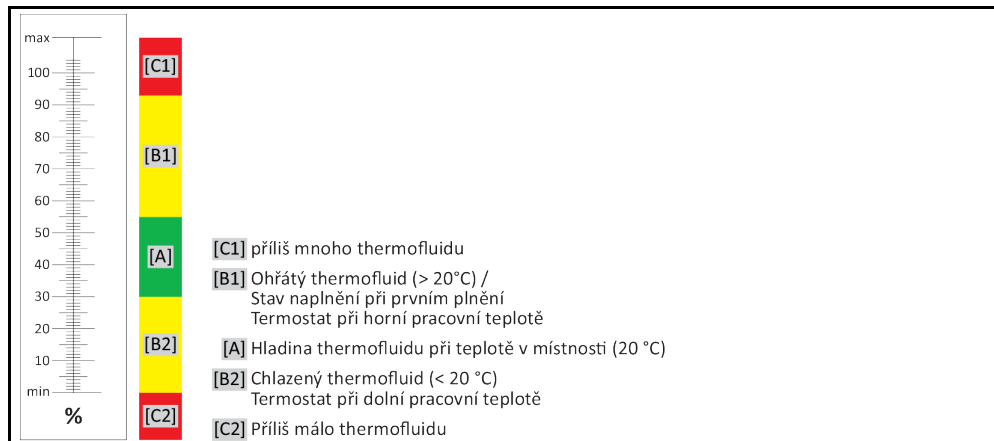 max
100
90
80
70
60
50
40
30
20
10
min
%
[C1]
[B1]
[A]
[B2]
[C2]
[C1] příliš mnoho thermofluidu
[B1] Ohřátý thermofluid (> 20°C) /
Stav naplnění při prvním plnění
Termostat při horní pracovní teplotě
[A] Hladina thermofluidu při teplotě v místnosti (20 °C)
[B2] Chlazený thermofluid (< 20 °C)
Termostat při dolní pracovní teplotě
[C2] Příliš málo thermofluidu